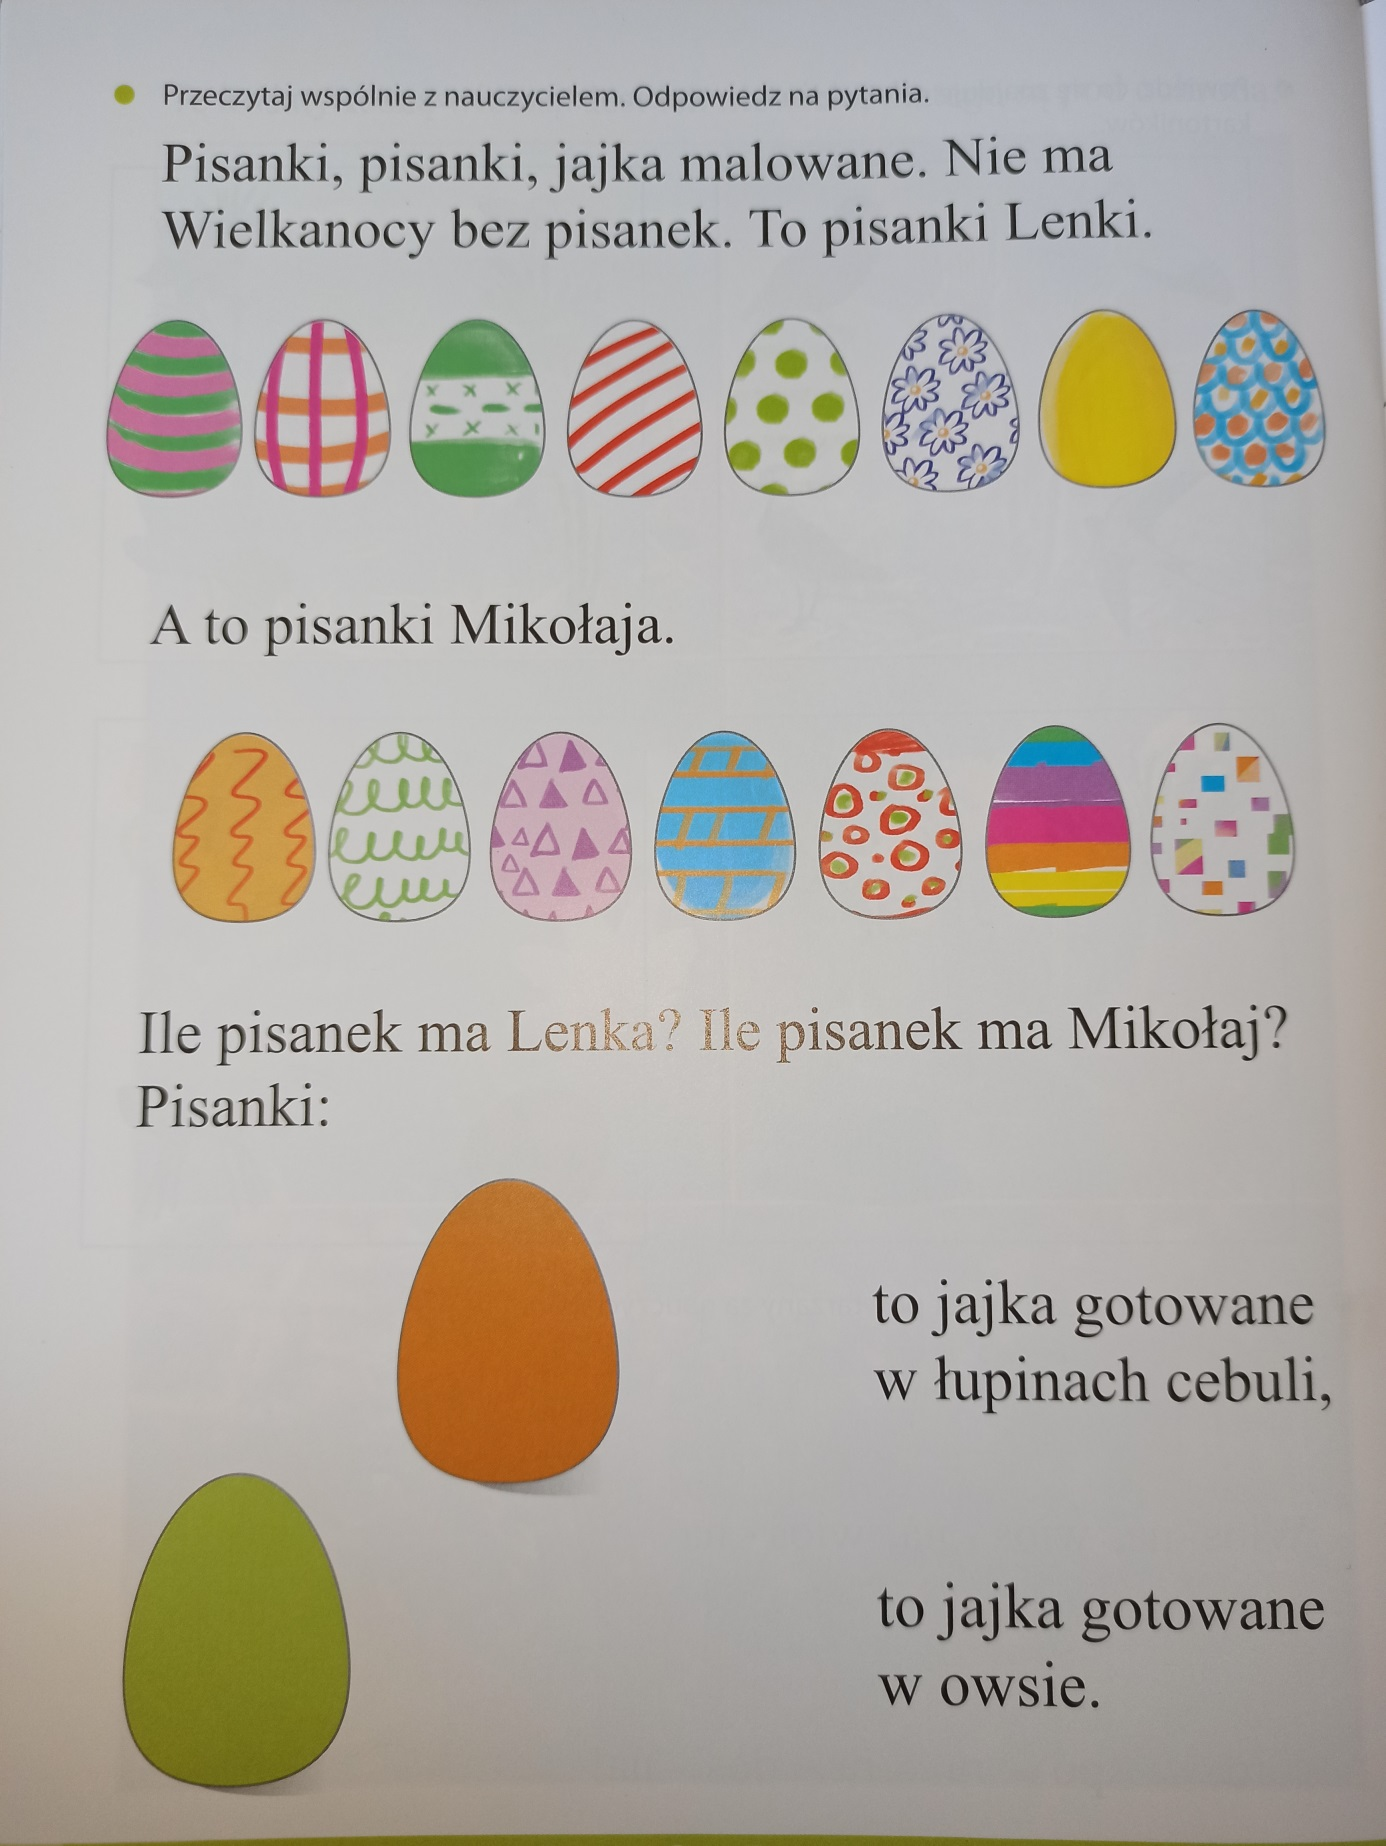 Przeczytaj wspólnie z nauczycielem. Odpowiedz na pytania.
Pisanki, pisanki, jajka malowane. Nie ma
Wielkanocy bez pisanek. To pisanki Lenki.
A to pisanki Mikołaja.
Ile pisanek ma Lenka? Ile pisanek ma Mikołaj?
Pisanki:
to jajka gotowane
w łupinach cebuli,
to jajka gotowane
w owsie.